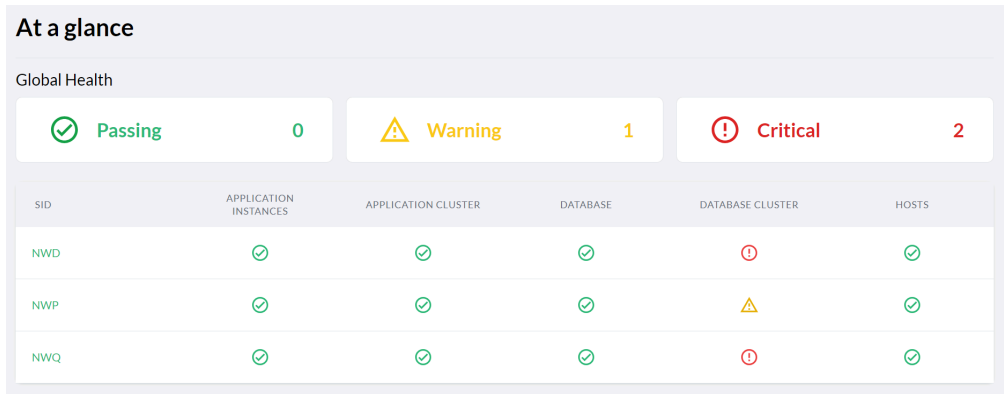 At a glance
Global Health
Passing 0
Warning 1
Critical 2
SID
APPLICATION
INSTANCES
APPLICATION CLUSTER
DATABASE
DATABASE CLUSTER
HOSTS
NWD
NWP
NWQ